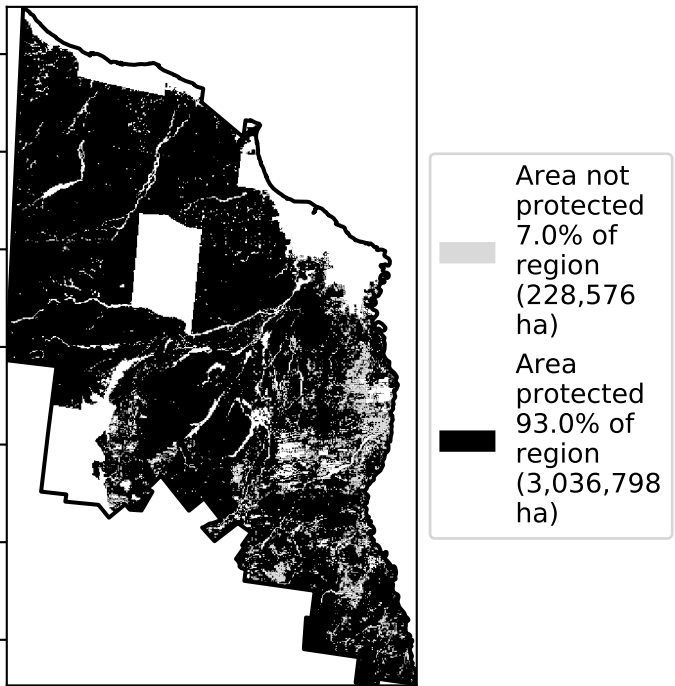 Area not
protected
7.0% of
region
(228,576
ha)
Area
protected
93.0% of
region
(3,036,798
ha)